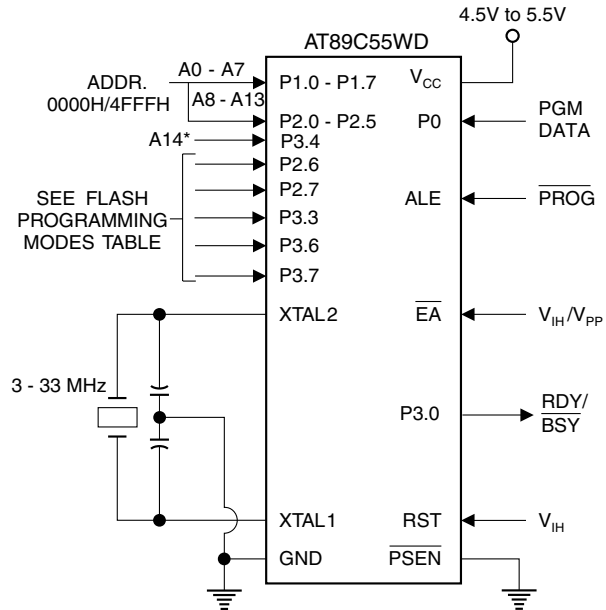 4.5V to 5.5V
AT89C55WD
ADDR.
0000H/4FFFH
A0 - A7
A8 - A13
A14*
SEE FLASH
PROGRAMMING
MODES TABLE
3 - 33 MHz
P1.0 - P1.7
P2.0 - P2.5
P3.4
P2.6
P2.7
P3.3
P3.6
P3.7
XTAL2
XTAL1
GND
VCC
P0
ALE
EA
P3.0
RST
PSEN
PGM
DATA
PROG
VIH/VPP
RDY/
BSY
VIH